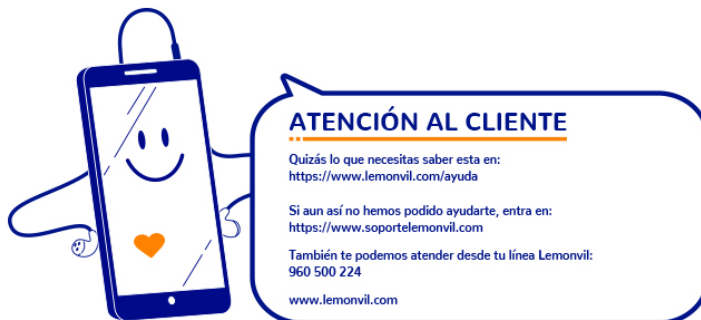 ATENCIÓN AL CLIENTE
Quizás lo que necesitas saber esta en:
https://www.lemonvil.com/ayuda
Si aun así no hemos podido ayudarte, entra en:
https://www.soportelemonvil.com
También te podemos atender desde tu línea Lemonvil:
960 500 224
www.lemonvil.com